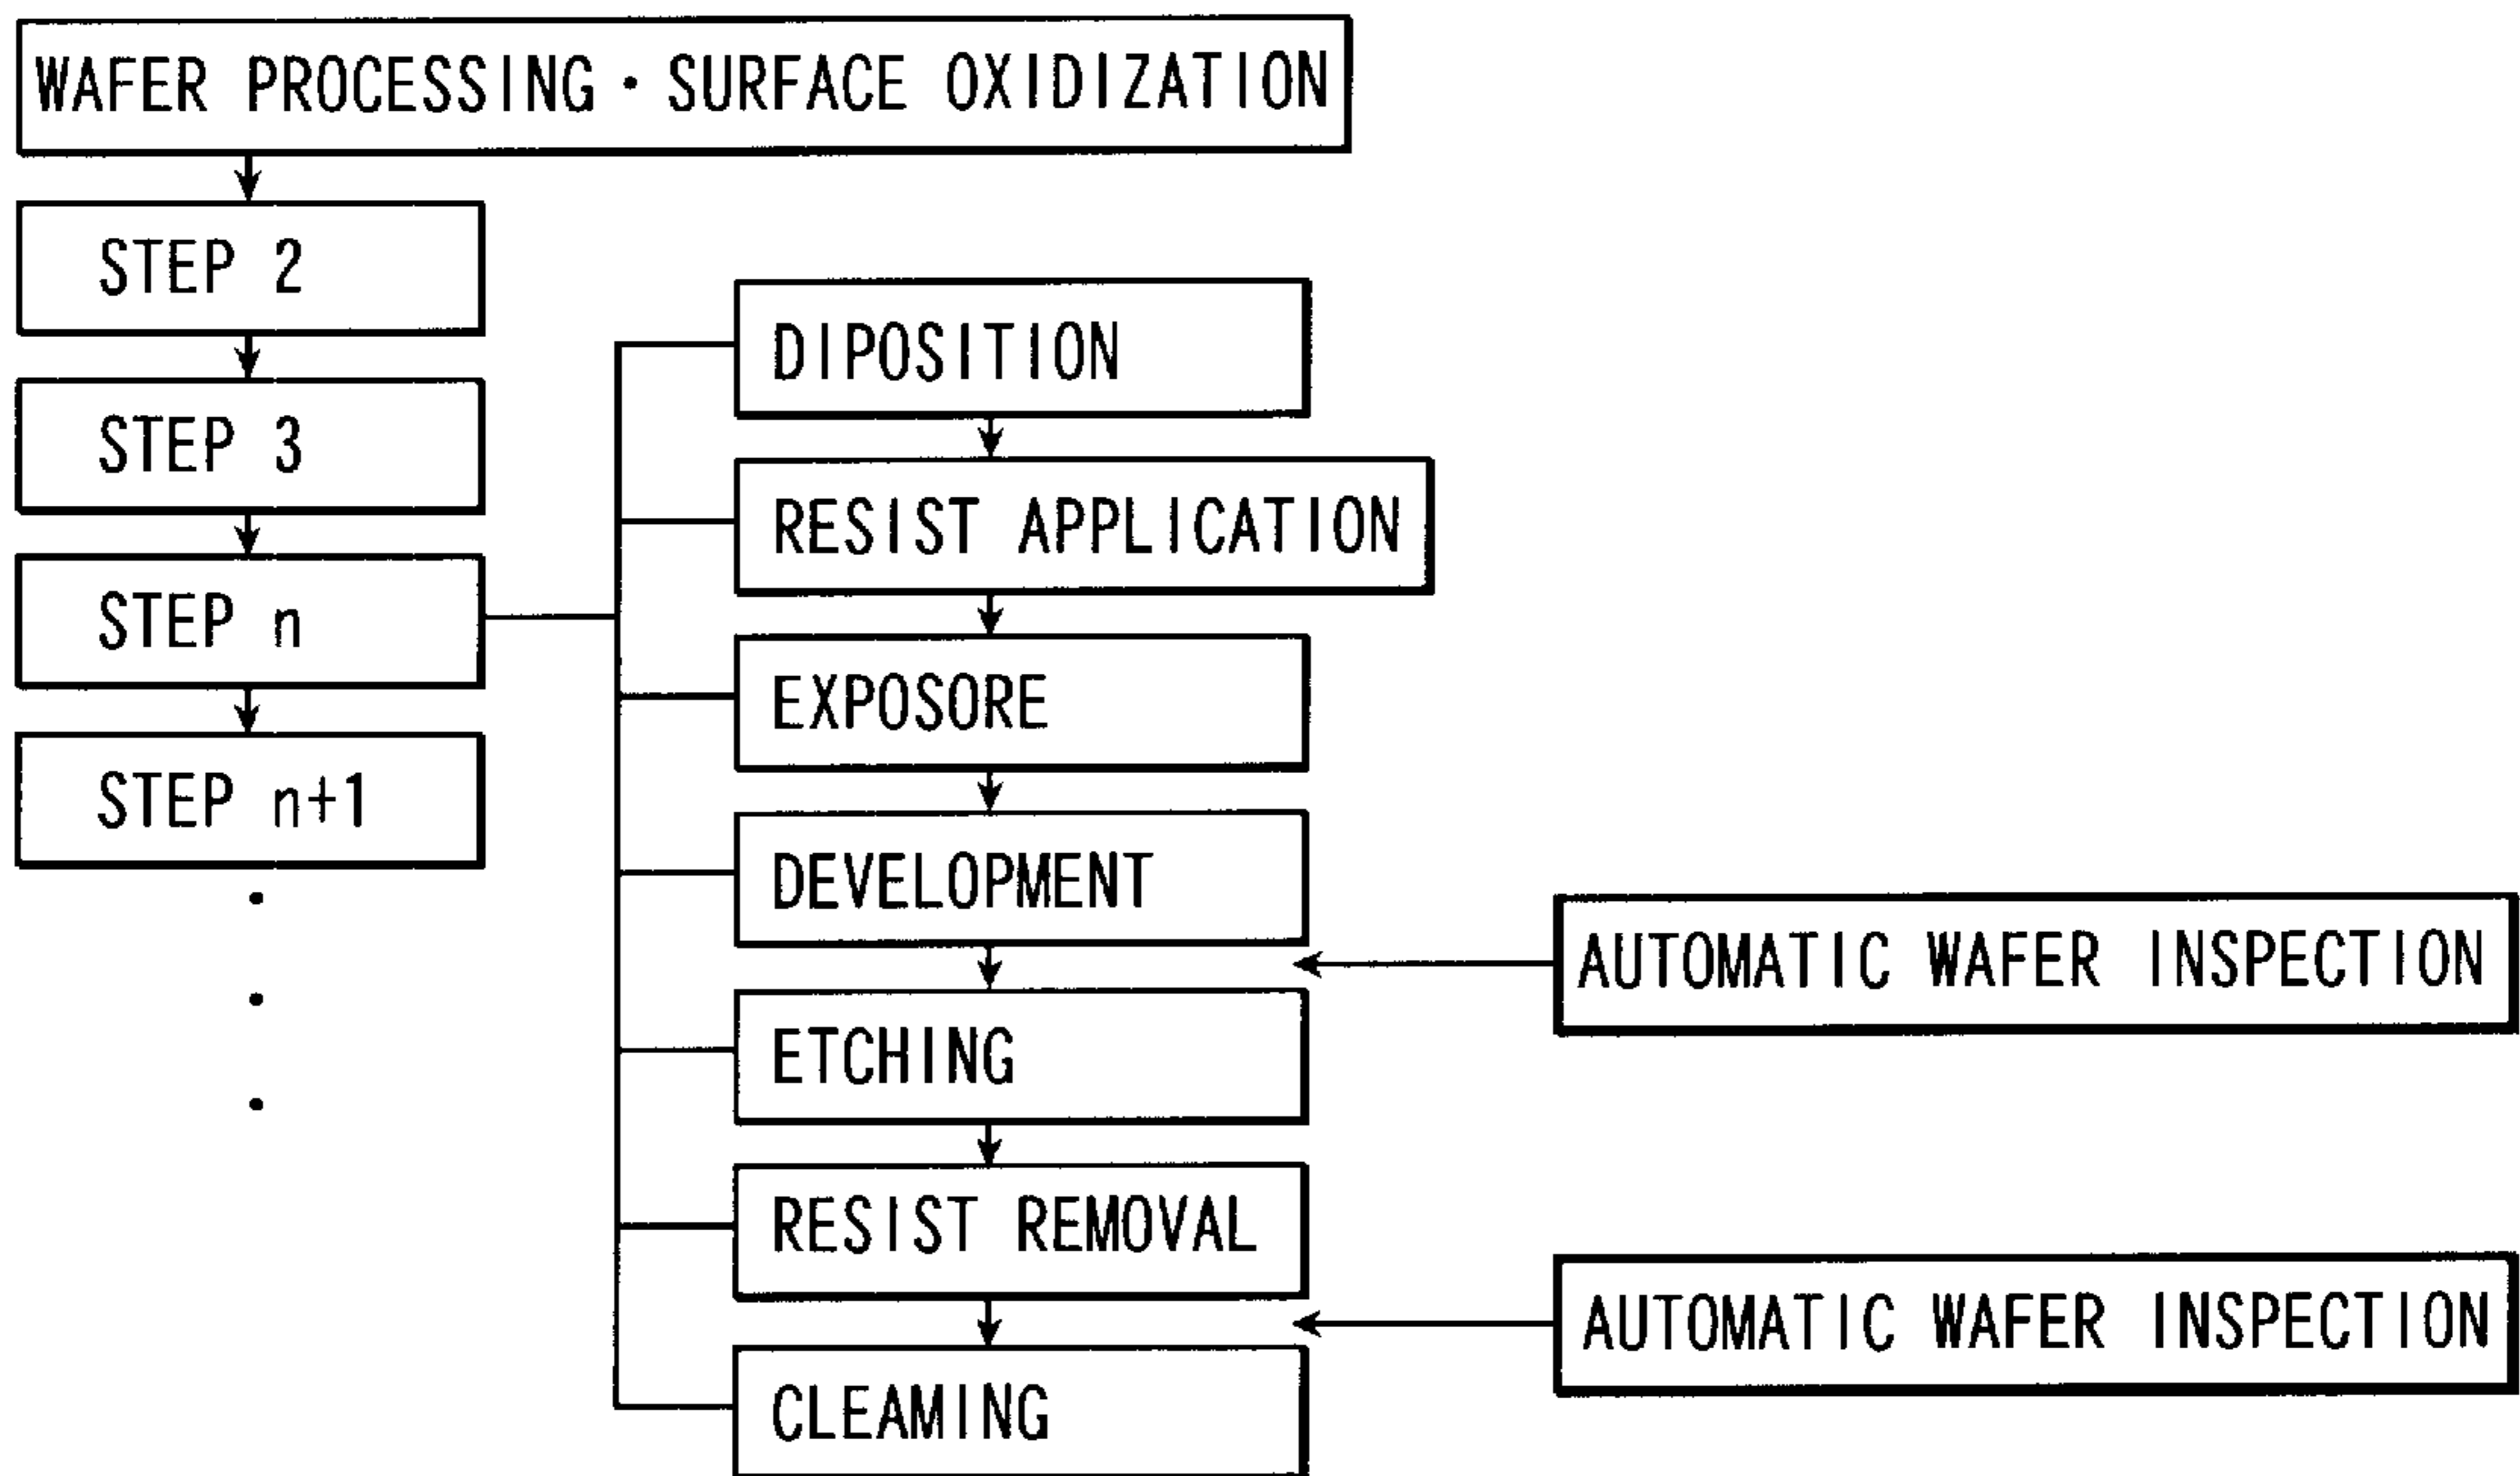 WAFER PROCESSING・SURFACE OXIDIZATION
STEP 2
STEP 3
STEP n
STEP n+1
DIPOSITION
RESIST APPLICATION
EXPOSORE
DEVELOPMENT
ETCHING
RESIST REMOVAL
CLEAMING
AUTOMATIC WAFER INSPECTION
AUTOMATIC WAFER INSPECTION